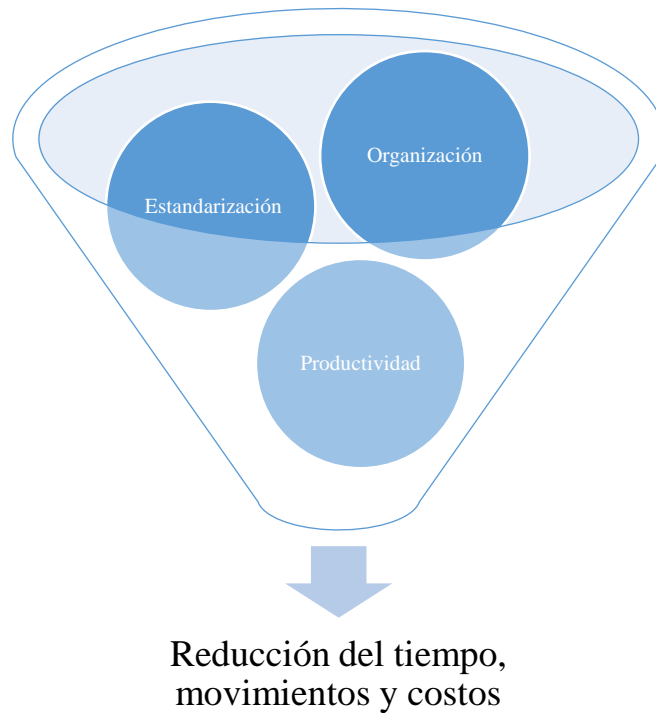 Organización
Estandarización
Productividad
Reducción del tiempo,
movimientos y costos